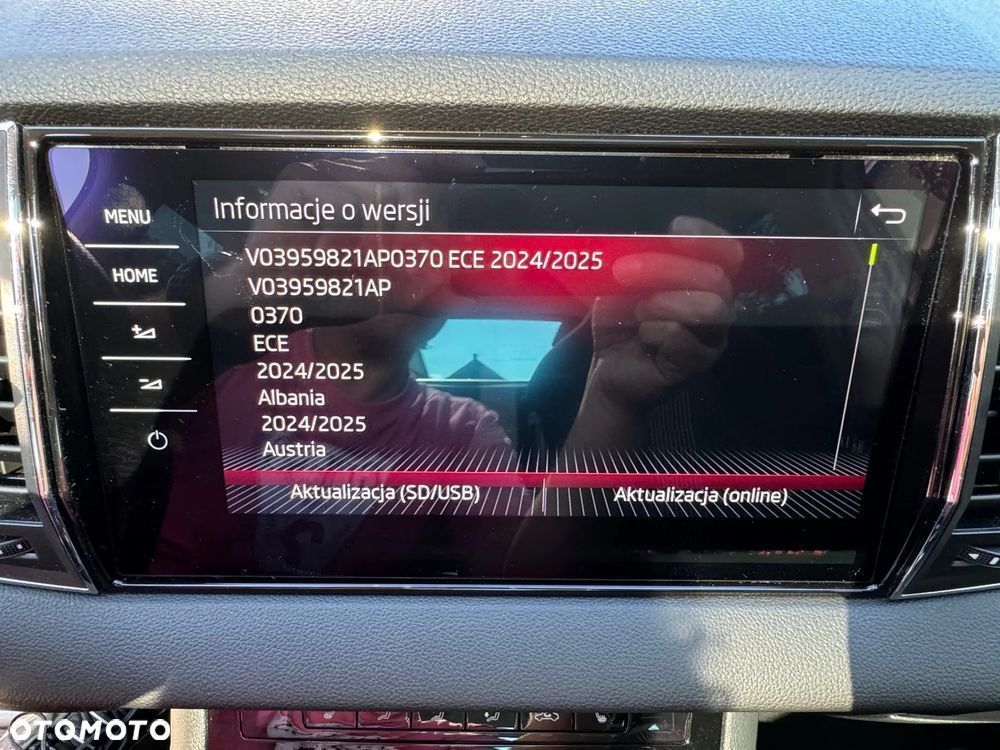 MENU
HOME
Informacje o wersji
V03959821AP0370 ECE 2024/2025
V03959821AP
0370
ECE
2024/2025
Albania
2024/2025
Austria
Aktualizacja (SD/USB)
Aktualizacja (online)
OTOMOTO